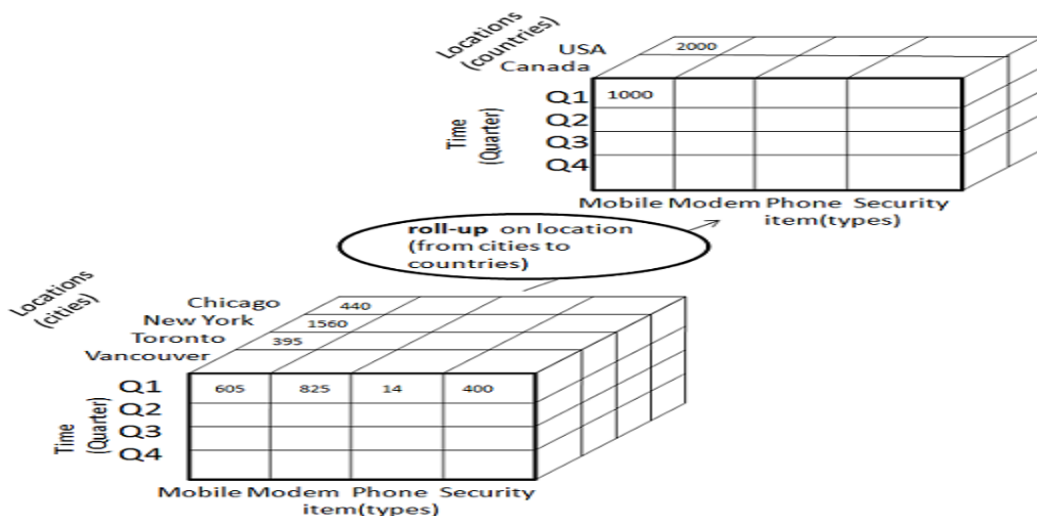 Locations
(countries)
USA
Canada
2000
Time
(Quarter)
Q1
Q2
Q3
Q4
1000
Mobile Modem Phone Security
item(types)
roll-up on location
(from cities to
countries)
Locations
(cities)
Chicago
New York
Toronto
Vancouver
440
1560
395
Time
(Quarter)
Q1
Q2
Q3
Q4
605 825 14 400
Mobile Modem Phone Security
item(types)